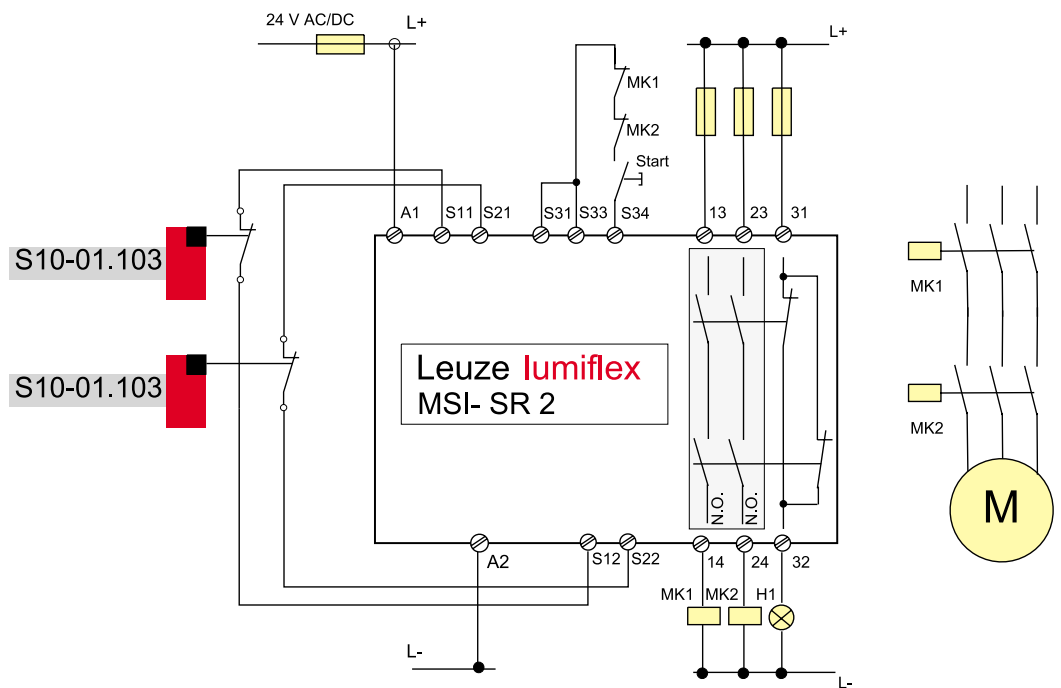 24 V AC/DC
L+
L+
MK1
MK2
Start
A1
S11
S21
S31
S33
S34
13
23
31
S10-01.103
S10-01.103
Leuze lumiflex
MSI- SR 2
MK1
MK2
N.O.
N.O.
M
A2
S12
S22
14
24
32
MK1
MK2
H1
L-
L-